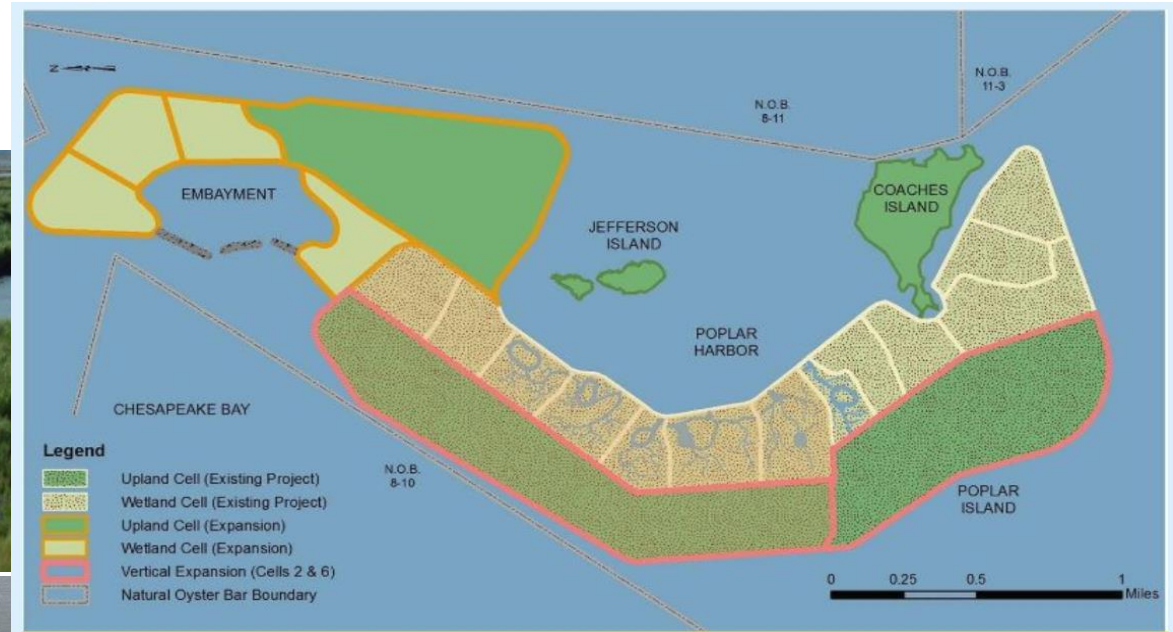 N
N.O.B.
11-3
N.O.B.
8-11
EMBAYMENT
COACHES
ISLAND
JEFFERSON
ISLAND
POPLAR
HARBOR
CHESAPEAKE BAY
N.O.B.
8-10
POPLAR
ISLAND
Legend
Upland Cell (Existing Project)
Wetland Cell (Existing Project)
Upland Cell (Expansion)
Wetland Cell (Expansion)
Vertical Expansion (Cells 2 & 6)
Natural Oyster Bar Boundary
0 0.25 0.5 1
Miles